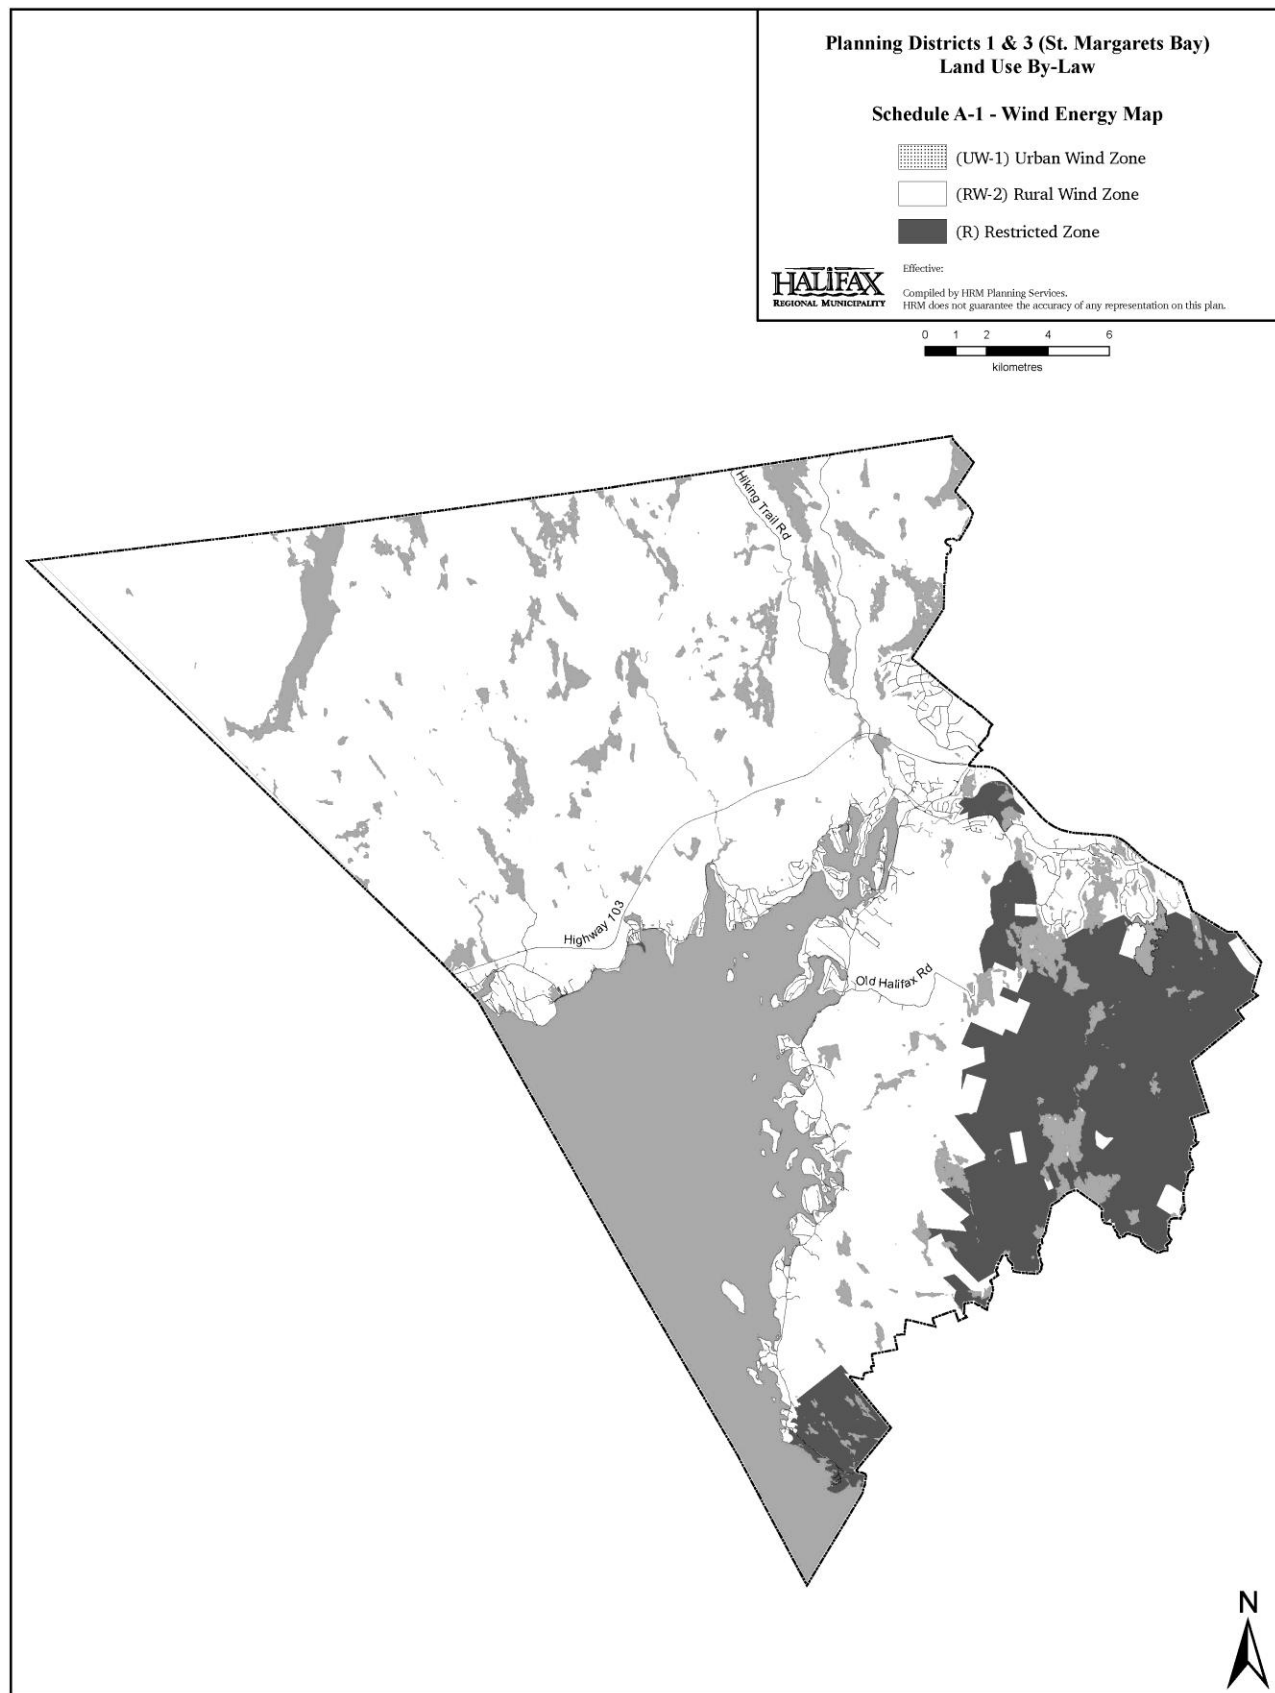 Planning Districts 1 & 3 (St. Margarets Bay)
Land Use By-Law
Schedule A-1 - Wind Energy Map
(UW-1) Urban Wind Zone
(RW-2) Rural Wind Zone
(R) Restricted Zone
HALIFAX
REGIONAL MUNICIPALITY
Effective:
Compiled by HRM Planning Services.
HRM does not guarantee the accuracy of any representation on this plan.
0 1 2 4 6
kilometres
Hiking Trail Rd
Highway 103
Old Halifax Rd
N